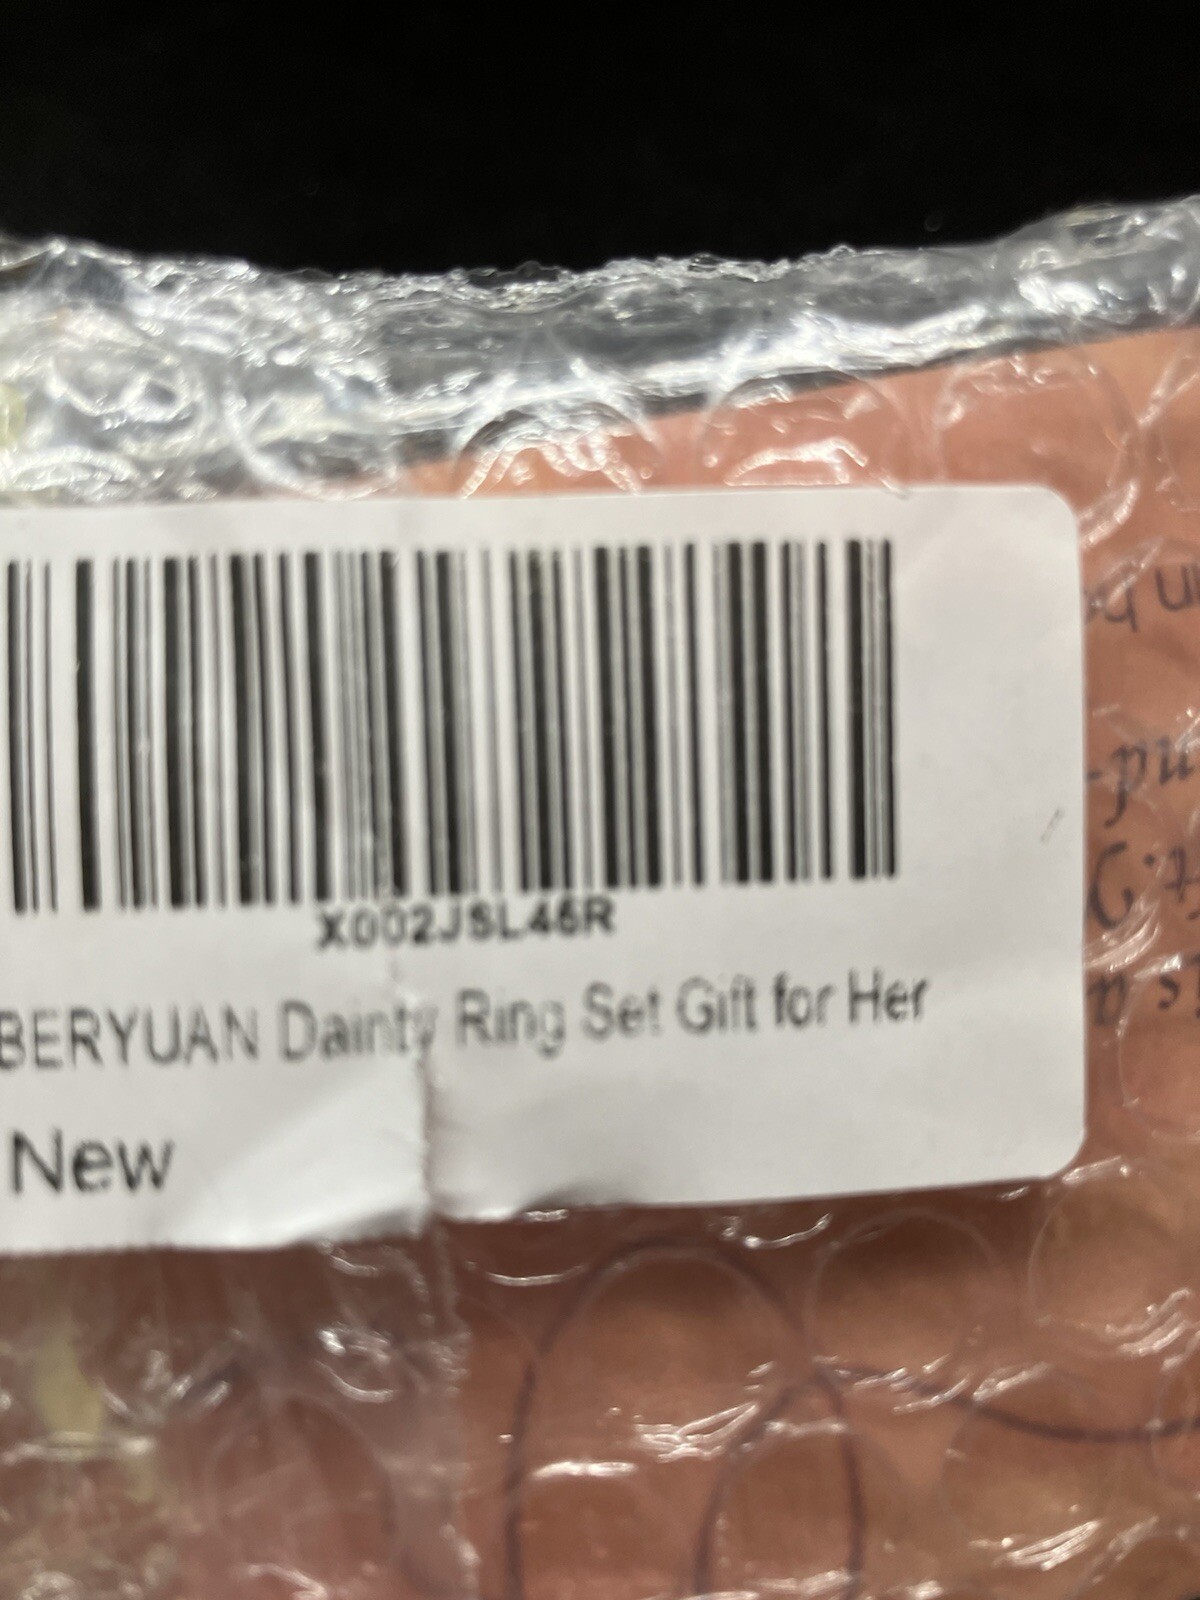 X002JSL46R
BERYUAN Dainty Ring Set Gift for Her
New